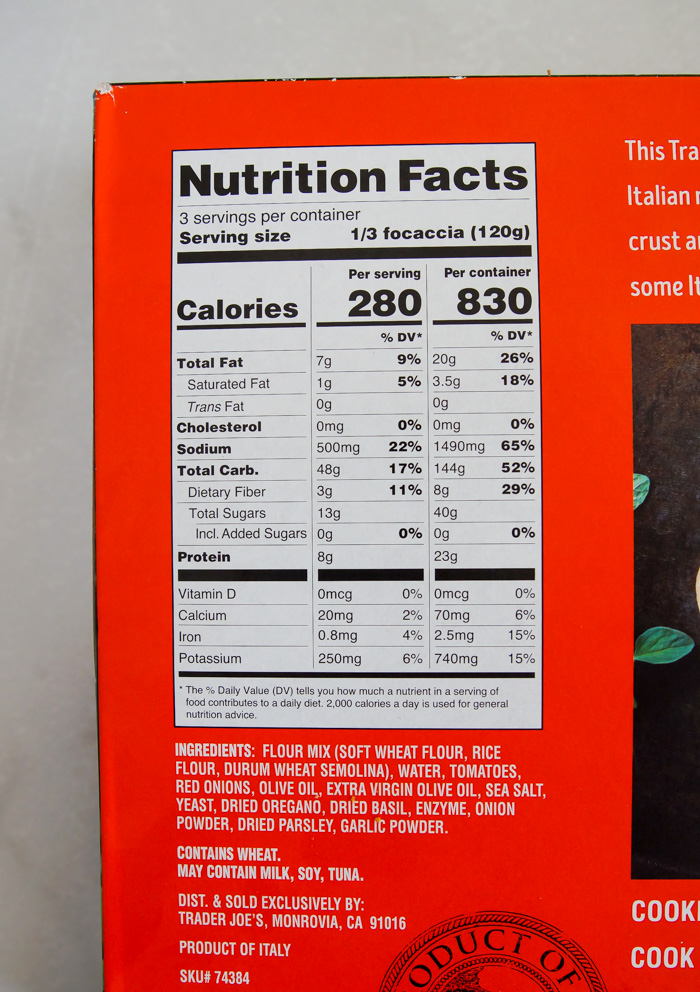 Nutrition Facts
3 servings per container
Serving size 1/3 focaccia (120g)
Per serving Per container
Calories 280 830
% DV* % DV*
Total Fat 7g 9% 20g 26%
Saturated Fat 1g 5% 3.5g 18%
Trans Fat 0g 0g
Cholesterol 0mg 0% 0mg 0%
Sodium 500mg 22% 1490mg 65%
Total Carb. 48g 17% 144g 52%
Dietary Fiber 3g 11% 8g 29%
Total Sugars 13g 40g
Incl. Added Sugars 0g 0% 0g 0%
Protein 8g 23g
Vitamin D 0mcg 0% 0mcg 0%
Calcium 20mg 2% 70mg 6%
Iron 0.8mg 4% 2.5mg 15%
Potassium 250mg 6% 740mg 15%
* The % Daily Value (DV) tells you how much a nutrient in a serving of
food contributes to a daily diet. 2,000 calories a day is used for general
nutrition advice.
INGREDIENTS: FLOUR MIX (SOFT WHEAT FLOUR, RICE
FLOUR, DURUM WHEAT SEMOLINA), WATER, TOMATOES,
RED ONIONS, OLIVE OIL, EXTRA VIRGIN OLIVE OIL, SEA SALT,
YEAST, DRIED OREGANO, DRIED BASIL, ENZYME, ONION
POWDER, DRIED PARSLEY, GARLIC POWDER.
CONTAINS WHEAT.
MAY CONTAIN MILK, SOY, TUNA.
DIST. & SOLD EXCLUSIVELY BY:
TRADER JOE'S, MONROVIA, CA 91016
PRODUCT OF ITALY
SKU# 74384
ODUCT OF
This Tra
Italian
crust a
some It
COOK
COOK